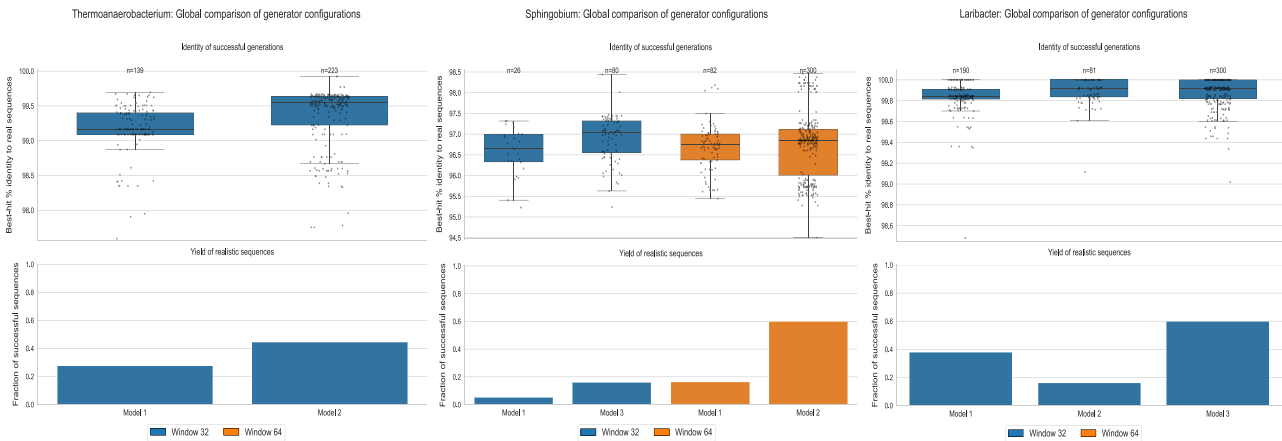 Thermoanaerobacterium: Global comparison of generator configurations
Identity of successful generations
n=139
n=223
Best-hit % identity to real sequences
100.0
99.5
99.0
98.5
98.0
Yield of realistic sequences
Fraction of successful sequences
1.0
0.8
0.6
0.4
0.2
0.0
Model 1
Model 2
Window 32
Window 64
Sphingobium: Global comparison of generator configurations
Identity of successful generations
n=26
n=80
n=82
n=300
Best-hit % identity to real sequences
98.5
98.0
97.5
97.0
96.5
96.0
95.5
95.0
94.5
Yield of realistic sequences
Fraction of successful sequences
1.0
0.8
0.6
0.4
0.2
0.0
Model 1
Model 3
Model 1
Model 2
Window 32
Window 64
Laribacter: Global comparison of generator configurations
Identity of successful generations
n=190
n=81
n=300
Best-hit % identity to real sequences
100.0
99.8
99.6
99.4
99.2
99.0
98.8
98.6
Yield of realistic sequences
Fraction of successful sequences
1.0
0.8
0.6
0.4
0.2
0.0
Model 1
Model 2
Model 3
Window 32
Window 64